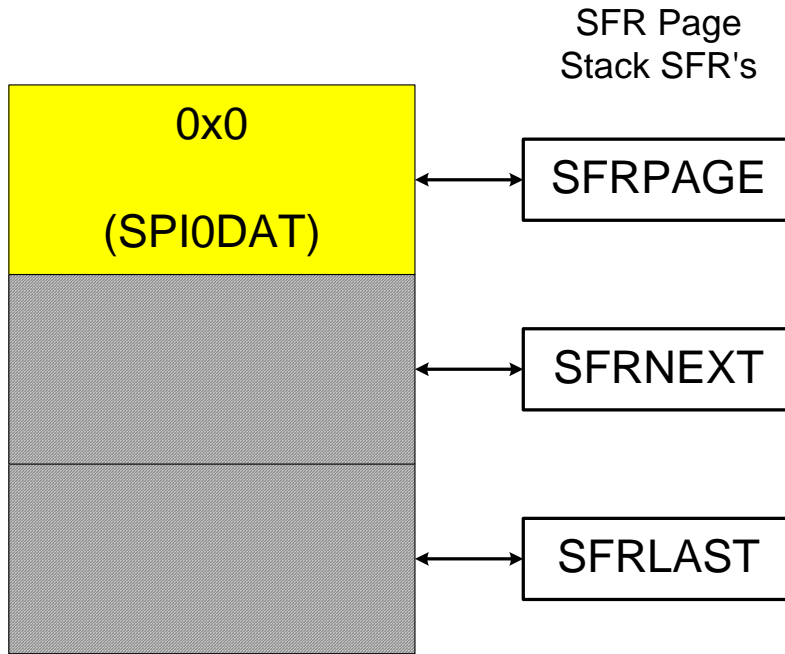 SFR Page
Stack SFR's
0x0
(SPI0DAT)
SFRPAGE
SFRNEXT
SFRLAST